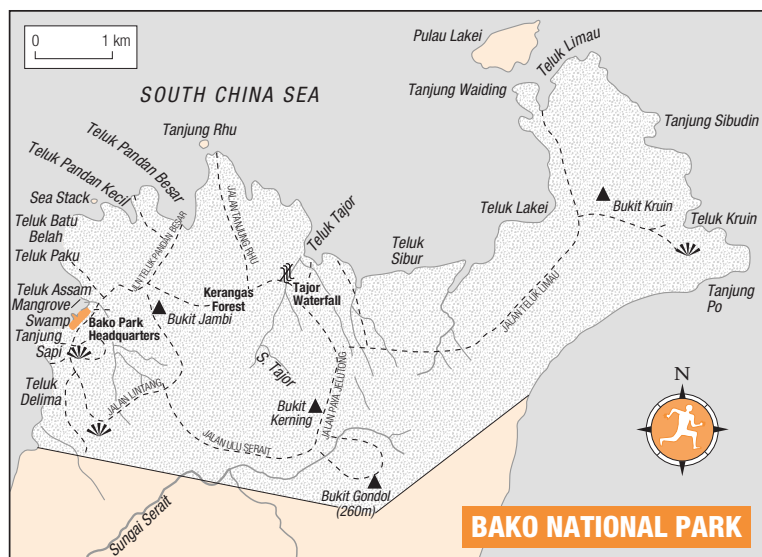 0 1 km
SOUTH CHINA SEA
Pulau Lakei
Teluk Limau
Tanjung Waiding
Tanjung Sibudin
Tanjung Rhu
Teluk Pandan Besar
Teluk Pandan Kecil
Sea Stack
Teluk Batu
Belah
Teluk Paku
Teluk Assam
Mangrove
Swamp
Tanjung
Sapi
Teluk
Delima
Bako Park
Headquarters
JLN TELUK PANDAN BESAR
JALAN TANJUNG RHU
Teluk Tajor
Teluk
Sibur
Teluk Lakei
Bukit Kruin
Teluk Kruin
Tanjung
Po
Kerangas
Forest
Tajor
Waterfall
Bukit Jambi
S. Tajor
JALAN TELUK LIMAU
JALAN LINTANG
Bukit
Kerning
JALAN PAYA JELUTONG
JALAN ULU SERAIT
Bukit Gondol
(260m)
Sungai Serait
N
BAKO NATIONAL PARK